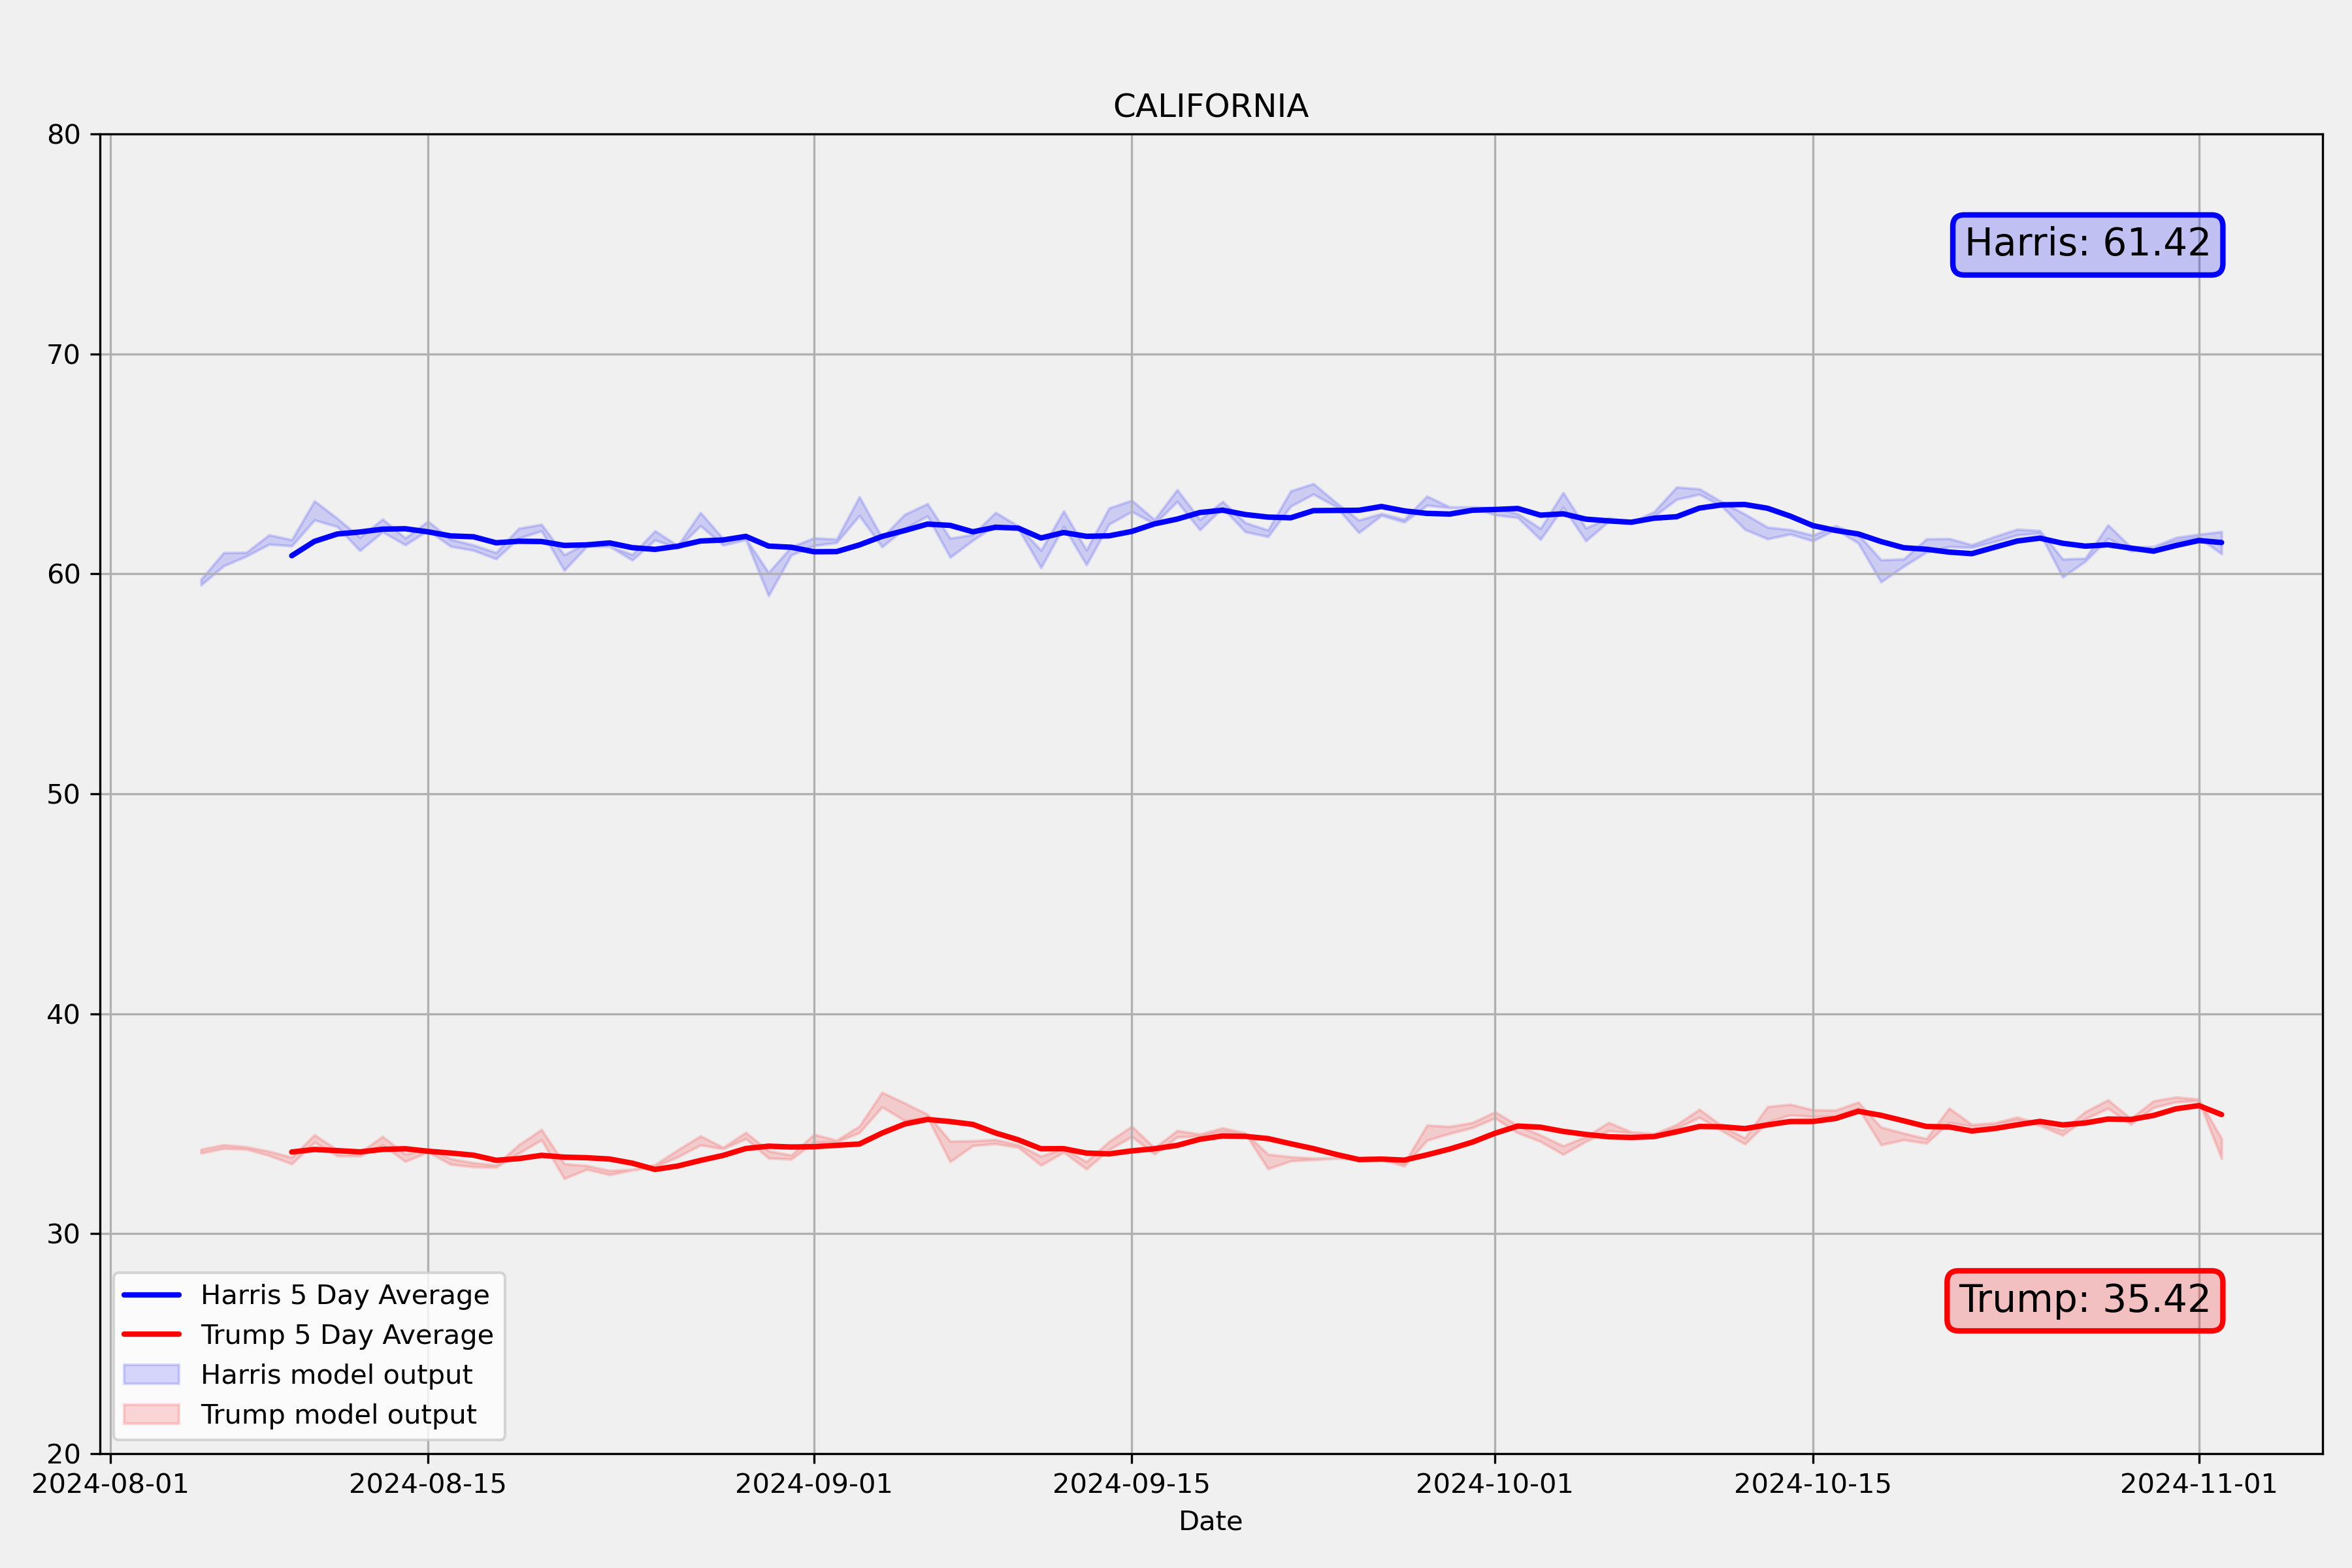 CALIFORNIA
80
70
60
50
40
30
20
Harris: 61.42
Trump: 35.42
Harris 5 Day Average
Trump 5 Day Average
Harris model output
Trump model output
2024-08-01
2024-08-15
2024-09-01
2024-09-15
2024-10-01
2024-10-15
2024-11-01
Date